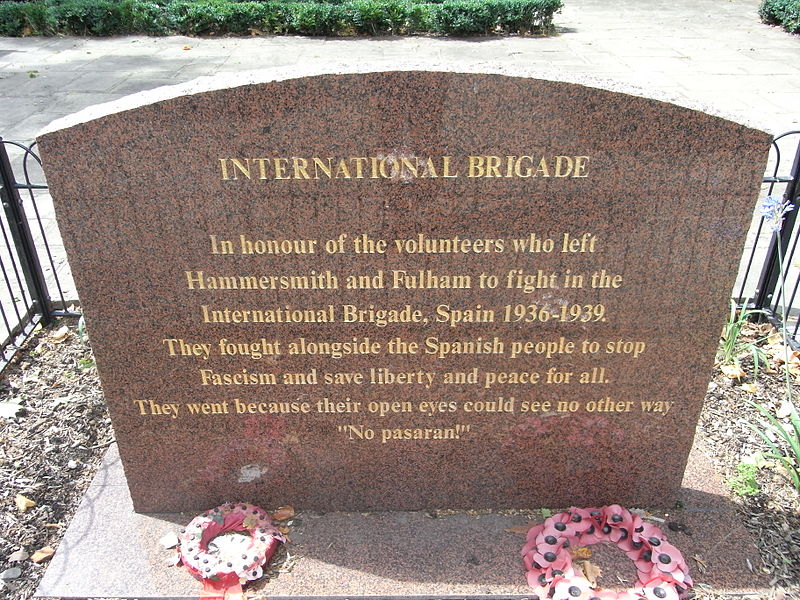 INTERNATIONAL BRIGADE
In honour of the volunteers who left
Hammersmith and Fulham to fight in the
International Brigade, Spain 1936-1939.
They fought alongside the Spanish people to stop
Fascism and save liberty and peace for all.
They went because their open eyes could see no other way
"No pasaran!"